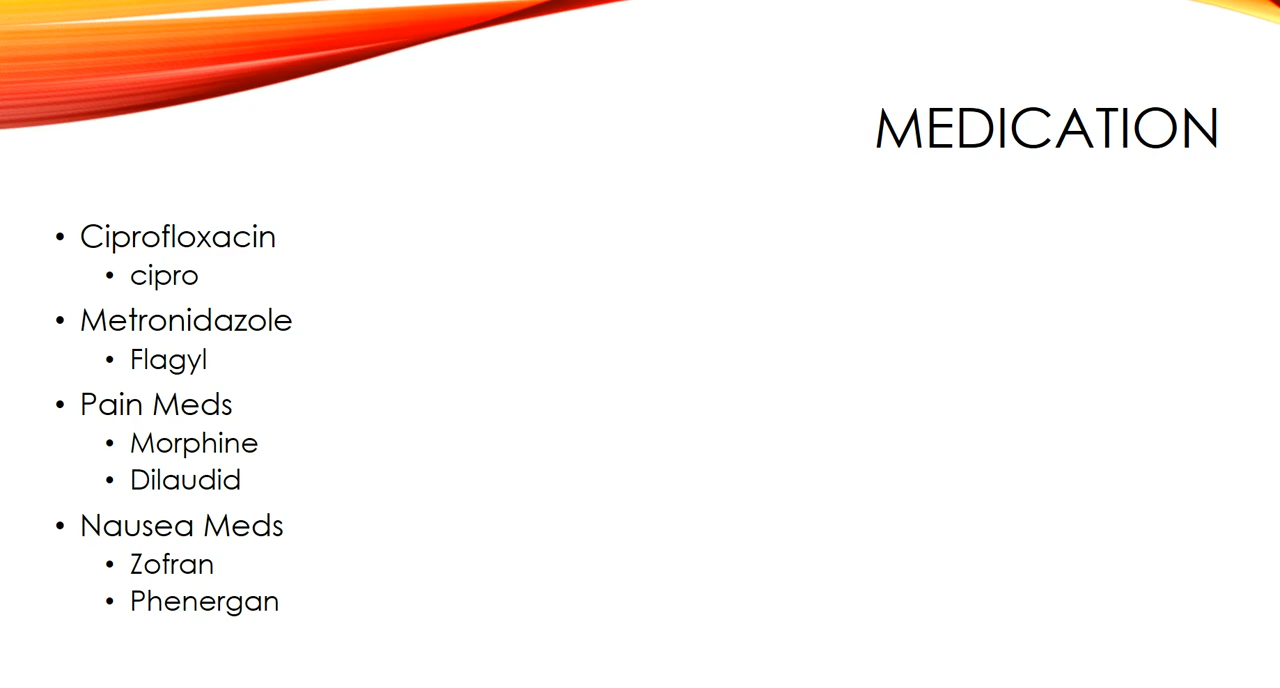 MEDICATION
• Ciprofloxacin
• cipro
• Metronidazole
• Flagyl
• Pain Meds
• Morphine
• Dilaudid
• Nausea Meds
• Zofran
• Phenergan